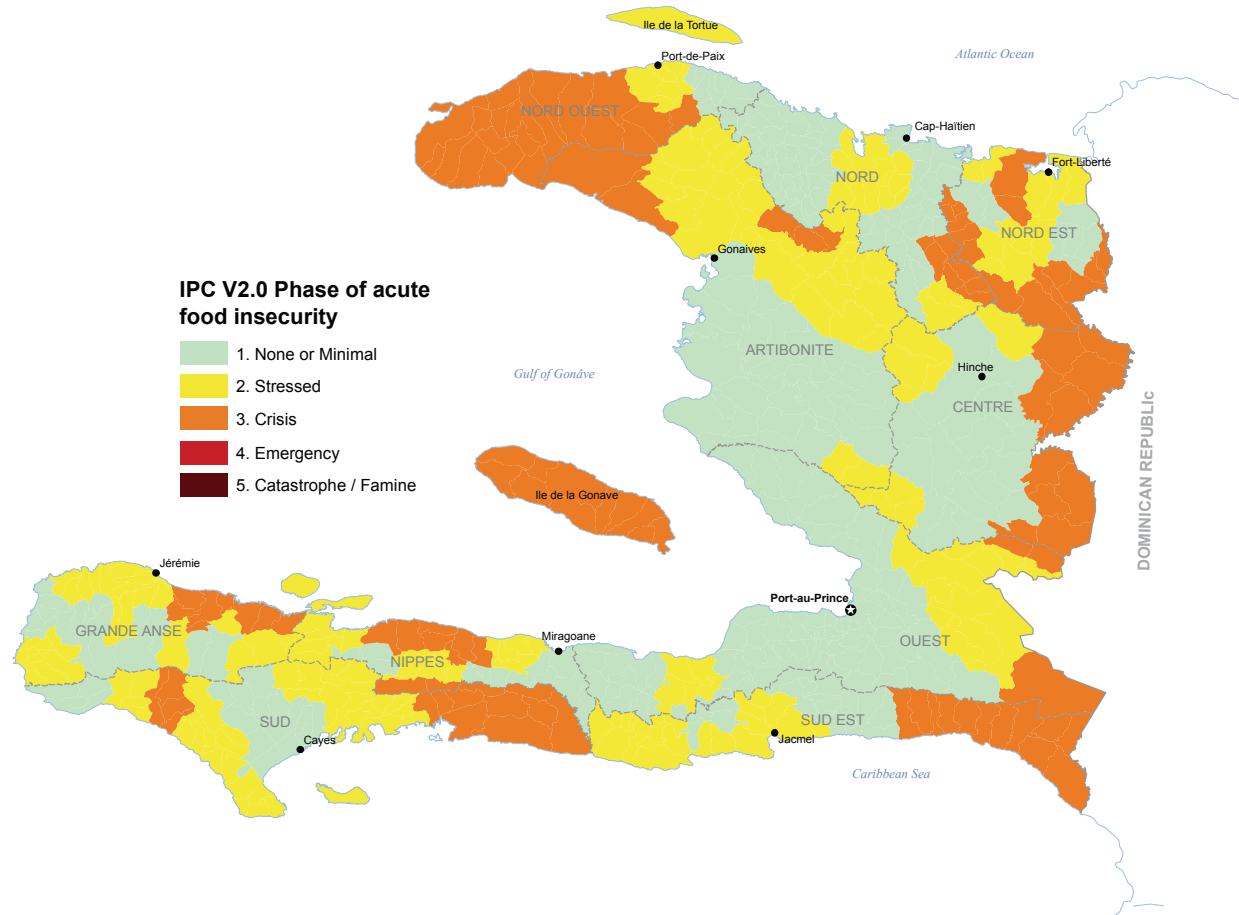 Ile de la Tortue
Atlantic Ocean
Port-de-Paix
NORD OUEST
Cap-Haïtien
Fort-Liberté
NORD
NORD EST
Gonaives
IPC V2.0 Phase of acute
food insecurity
1. None or Minimal
2. Stressed
3. Crisis
4. Emergency
5. Catastrophe / Famine
ARTIBONITE
Gulf of Gonâve
Hinche
CENTRE
DOMINICAN REPUBLIc
Ile de la Gonave
Jérémie
Port-au-Prince
GRANDE ANSE
Miragoane
OUEST
NIPPES
SUD
SUD EST
Cayes
Jacmel
Caribbean Sea